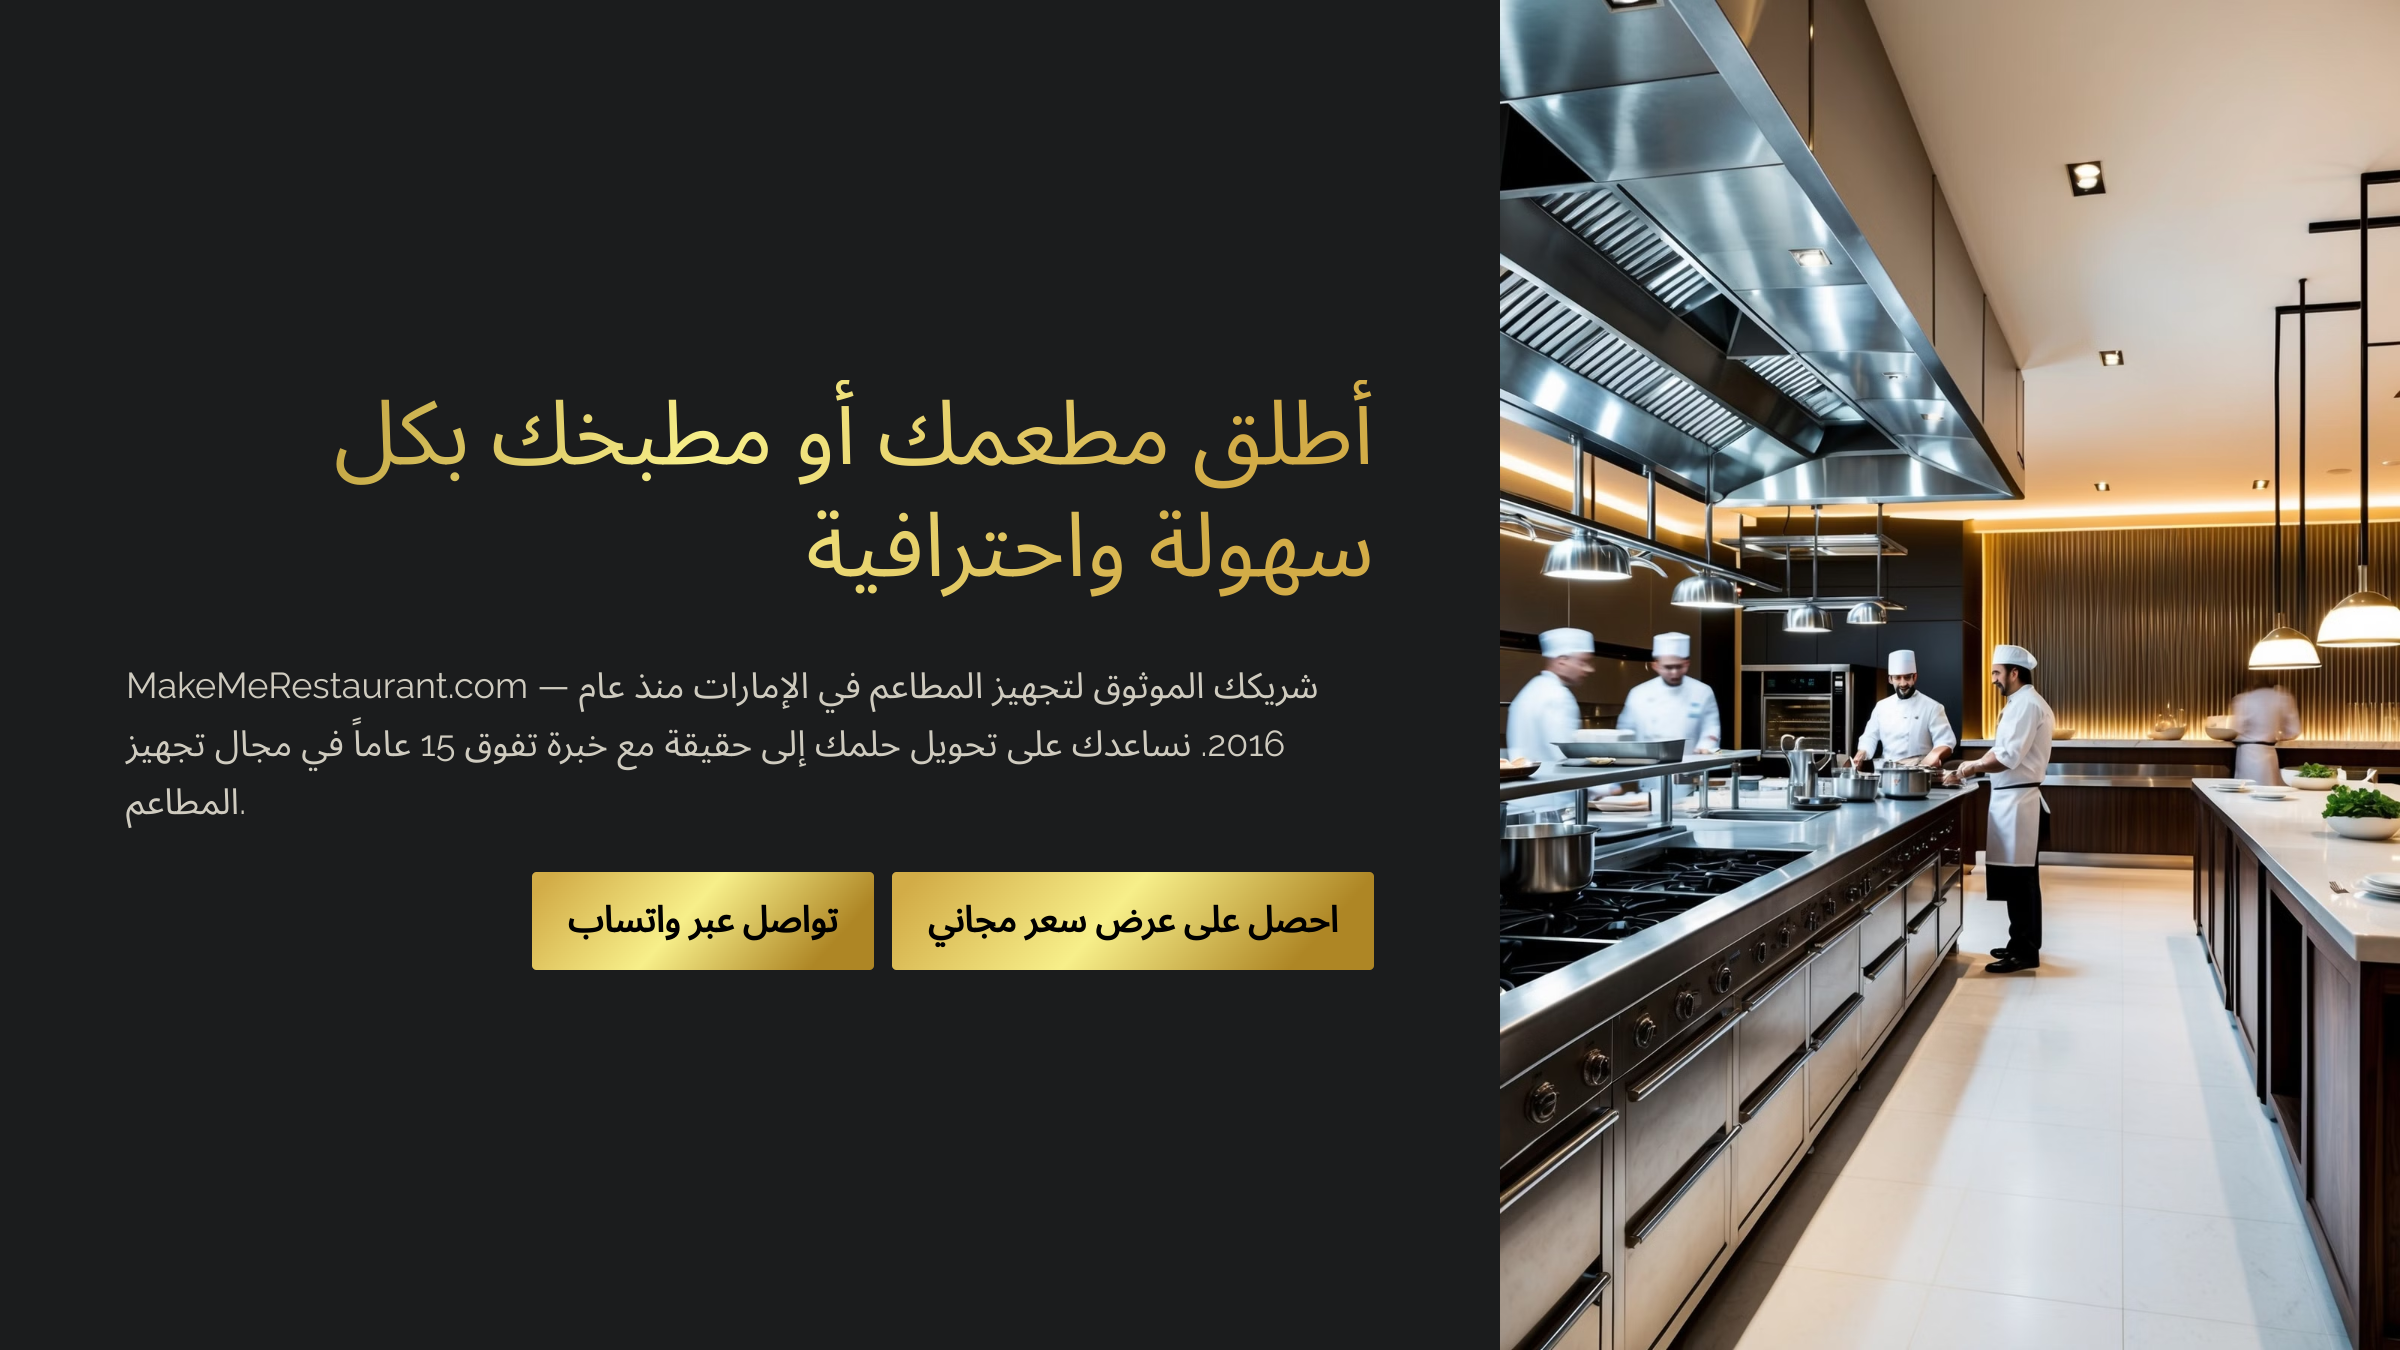 أطلق مطعمك أو مطبخك بكل
سهولة واحترافية
MakeMeRestaurant.com — شريكك الموثوق لتجهيز المطاعم في الإمارات منذ عام
2016. نساعدك على تحويل حلمك إلى حقيقة مع خبرة تفوق 15 عاماً في مجال تجهيز
المطاعم.
احصل على عرض سعر مجاني
تواصل عبر واتساب